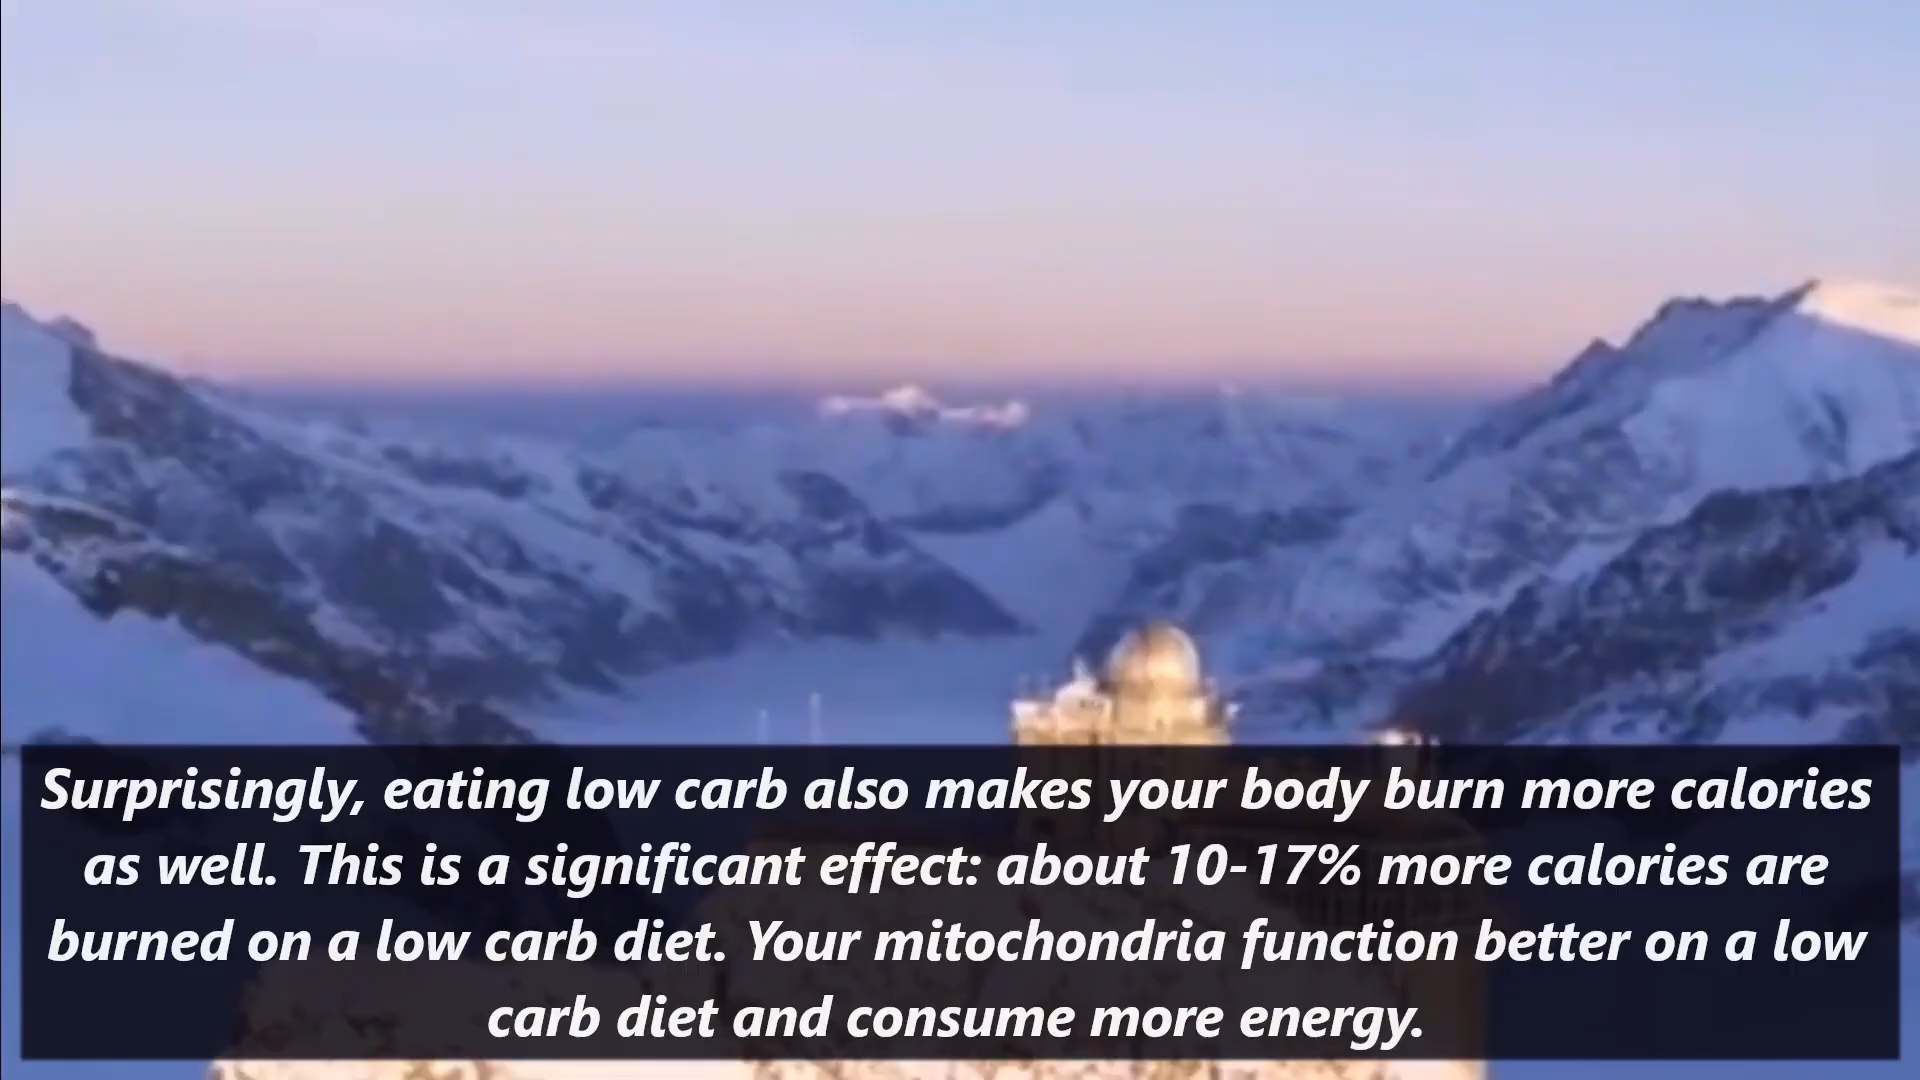 Surprisingly, eating low carb also makes your body burn more calories
as well. This is a significant effect: about 10-17% more calories are
burned on a low carb diet. Your mitochondria function better on a low
carb diet and consume more energy.